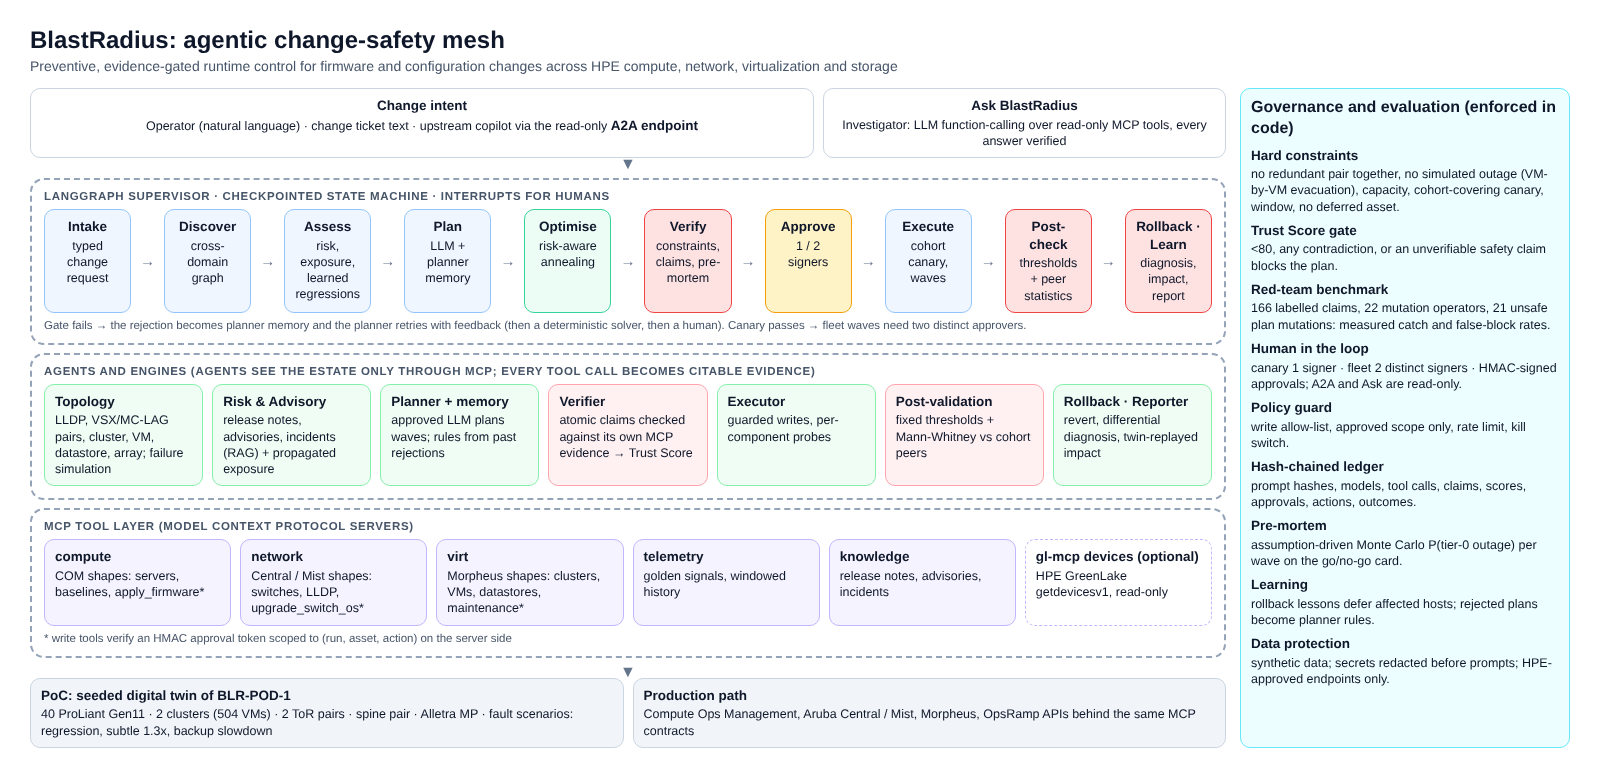 BlastRadius: agentic change-safety mesh
Preventive, evidence-gated runtime control for firmware and configuration changes across HPE compute, network, virtualization and storage
Change intent
Operator (natural language) · change ticket text · upstream copilot via the read-only A2A endpoint
Ask BlastRadius
Investigator: LLM function-calling over read-only MCP tools, every
answer verified
▼
LANGGRAPH SUPERVISOR · CHECKPOINTED STATE MACHINE · INTERRUPTS FOR HUMANS
Intake
typed
change
request
→
Discover
cross-
domain
graph
→
Assess
risk,
exposure,
learned
regressions
→
Plan
LLM +
planner
memory
→
Optimise
risk-aware
annealing
→
Verify
constraints,
claims, pre-
mortem
→
Approve
1 / 2
signers
→
Execute
cohort
canary,
waves
→
Post-
check
thresholds
+ peer
statistics
→
Rollback ·
Learn
diagnosis,
impact,
report
Gate fails → the rejection becomes planner memory and the planner retries with feedback (then a deterministic solver, then a human). Canary passes → fleet waves need two distinct approvers.
AGENTS AND ENGINES (AGENTS SEE THE ESTATE ONLY THROUGH MCP; EVERY TOOL CALL BECOMES CITABLE EVIDENCE)
Topology
LLDP, VSX/MC-LAG
pairs, cluster, VM,
datastore, array; failure
simulation
Risk & Advisory
release notes,
advisories, incidents
(RAG) + propagated
exposure
Planner + memory
approved LLM plans
waves; rules from past
rejections
Verifier
atomic claims checked
against its own MCP
evidence → Trust Score
Executor
guarded writes, per-
component probes
Post-validation
fixed thresholds +
Mann-Whitney vs cohort
peers
Rollback · Reporter
revert, differential
diagnosis, twin-replayed
impact
MCP TOOL LAYER (MODEL CONTEXT PROTOCOL SERVERS)
compute
COM shapes: servers,
baselines, apply_firmware*
network
Central / Mist shapes:
switches, LLDP,
upgrade_switch_os*
virt
Morpheus shapes: clusters,
VMs, datastores,
maintenance*
telemetry
golden signals, windowed
history
knowledge
release notes, advisories,
incidents
gl-mcp devices (optional)
HPE GreenLake
getdevicesv1, read-only
* write tools verify an HMAC approval token scoped to (run, asset, action) on the server side
▼
PoC: seeded digital twin of BLR-POD-1
40 ProLiant Gen11 · 2 clusters (504 VMs) · 2 ToR pairs · spine pair · Alletra MP · fault scenarios:
regression, subtle 1.3x, backup slowdown
Production path
Compute Ops Management, Aruba Central / Mist, Morpheus, OpsRamp APIs behind the same MCP
contracts
Governance and evaluation (enforced in
code)
Hard constraints
no redundant pair together, no simulated outage (VM-
by-VM evacuation), capacity, cohort-covering canary,
window, no deferred asset.
Trust Score gate
<80, any contradiction, or an unverifiable safety claim
blocks the plan.
Red-team benchmark
166 labelled claims, 22 mutation operators, 21 unsafe
plan mutations: measured catch and false-block rates.
Human in the loop
canary 1 signer · fleet 2 distinct signers · HMAC-signed
approvals; A2A and Ask are read-only.
Policy guard
write allow-list, approved scope only, rate limit, kill
switch.
Hash-chained ledger
prompt hashes, models, tool calls, claims, scores,
approvals, actions, outcomes.
Pre-mortem
assumption-driven Monte Carlo P(tier-0 outage) per
wave on the go/no-go card.
Learning
rollback lessons defer affected hosts; rejected plans
become planner rules.
Data protection
synthetic data; secrets redacted before prompts; HPE-
approved endpoints only.